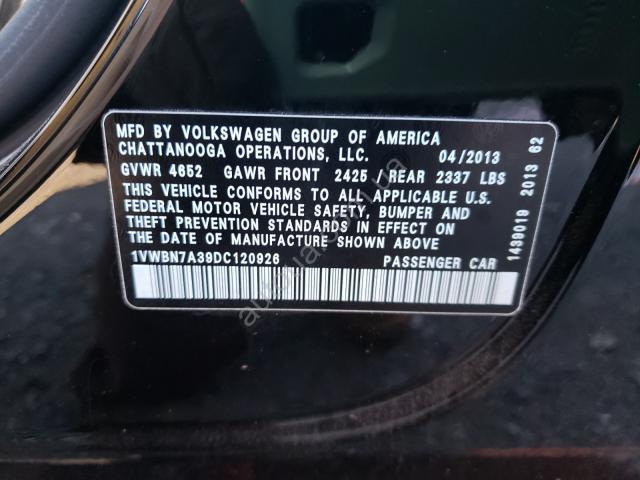 MFD BY VOLKSWAGEN GROUP OF AMERICA
CHATTANOOGA OPERATIONS, LLC. 04/2013
GVWR 4652 GAWR FRONT 2425 REAR 2337 LBS
THIS VEHICLE CONFORMS TO ALL APPLICABLE U.S.
FEDERAL MOTOR VEHICLE SAFETY, BUMPER AND
THEFT PREVENTION STANDARDS IN EFFECT ON
THE DATE OF MANUFACTURE SHOWN ABOVE
1VWBN7A39DC120926 PASSENGER CAR
1439019 2013 62